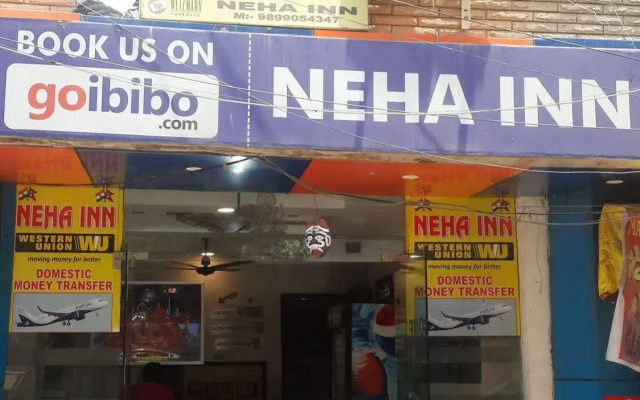 WEIZMANN
NEHA INN
M:- 9899054347
BOOK US ON
goibibo
.com
NEHA INN
NEHA INN
WESTERN
UNION WU
moving money for better
DOMESTIC
MONEY TRANSFER
NEHA INN
WESTERN
UNION WU
moving money for better
DOMESTIC
MONEY TRANSFER